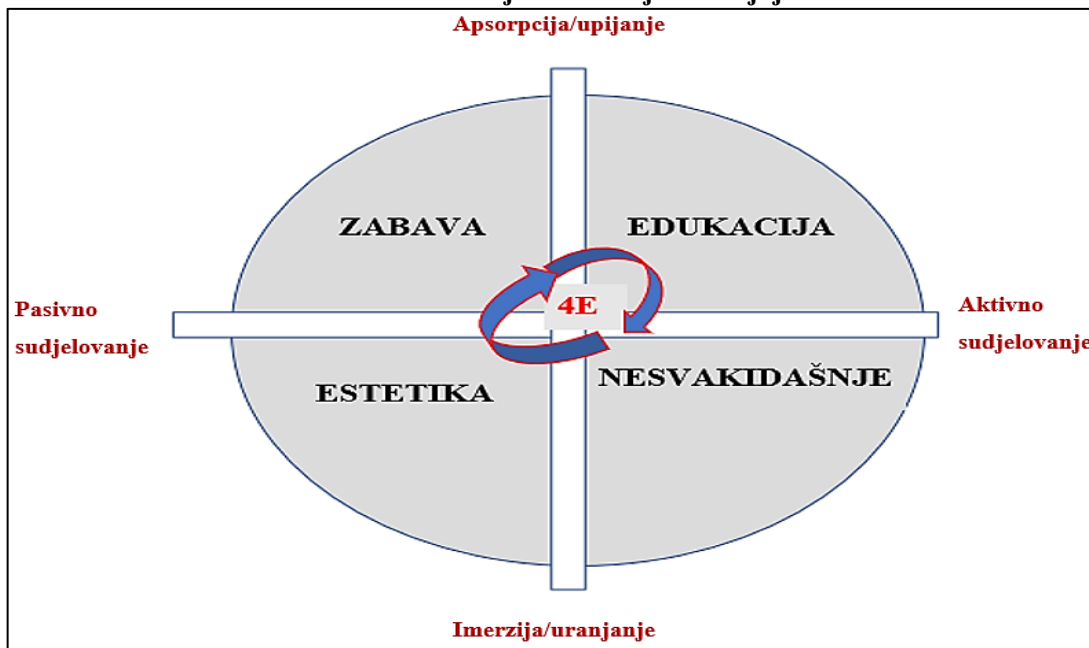 Apsorpcija/upijanje
ZABAVA
EDUKACIJA
4E
Pasivno
sudjelovanje
Aktivno
sudjelovanje
ESTETIKA
NESVAKIDAŠNJE
Imerzija/uranjanje